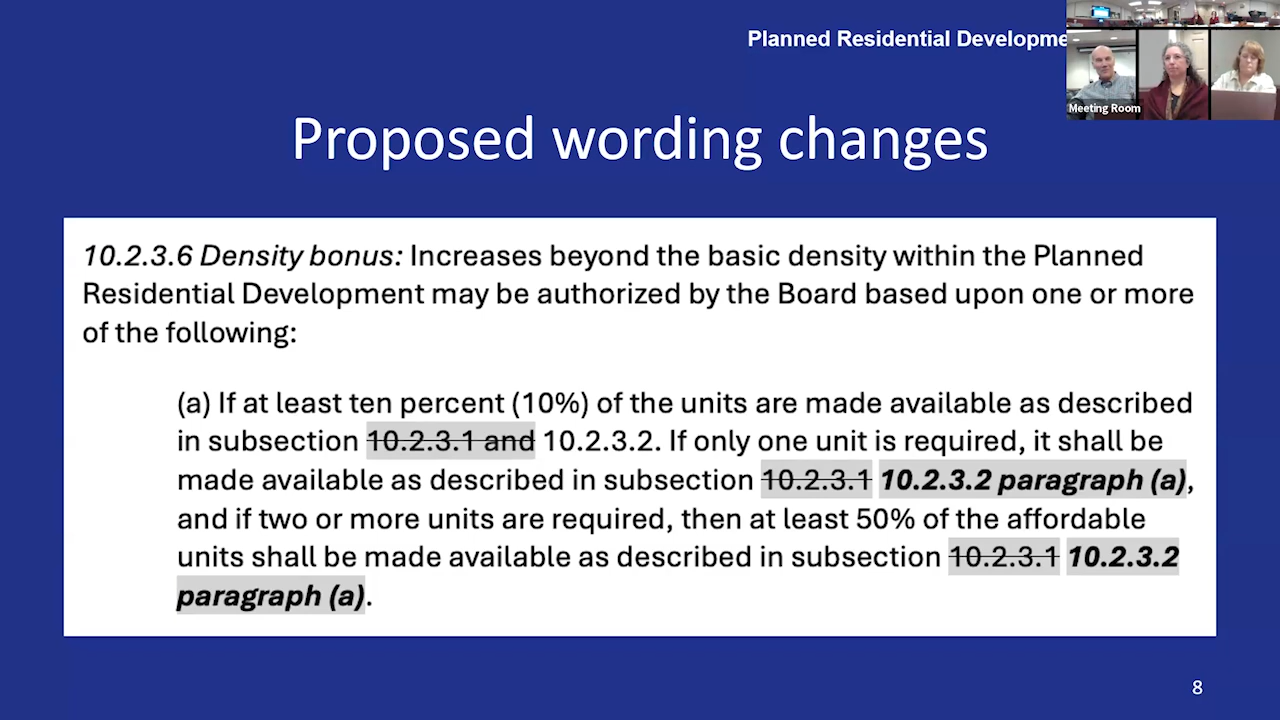 Planned Residential Developme
Meeting Room
Proposed wording changes
10.2.3.6 Density bonus: Increases beyond the basic density within the Planned
Residential Development may be authorized by the Board based upon one or more
of the following:
(a) If at least ten percent (10%) of the units are made available as described
in subsection 10.2.3.1 and 10.2.3.2. If only one unit is required, it shall be
made available as described in subsection 10.2.3.1 10.2.3.2 paragraph (a),
and if two or more units are required, then at least 50% of the affordable
units shall be made available as described in subsection 10.2.3.1 10.2.3.2
paragraph (a).
8